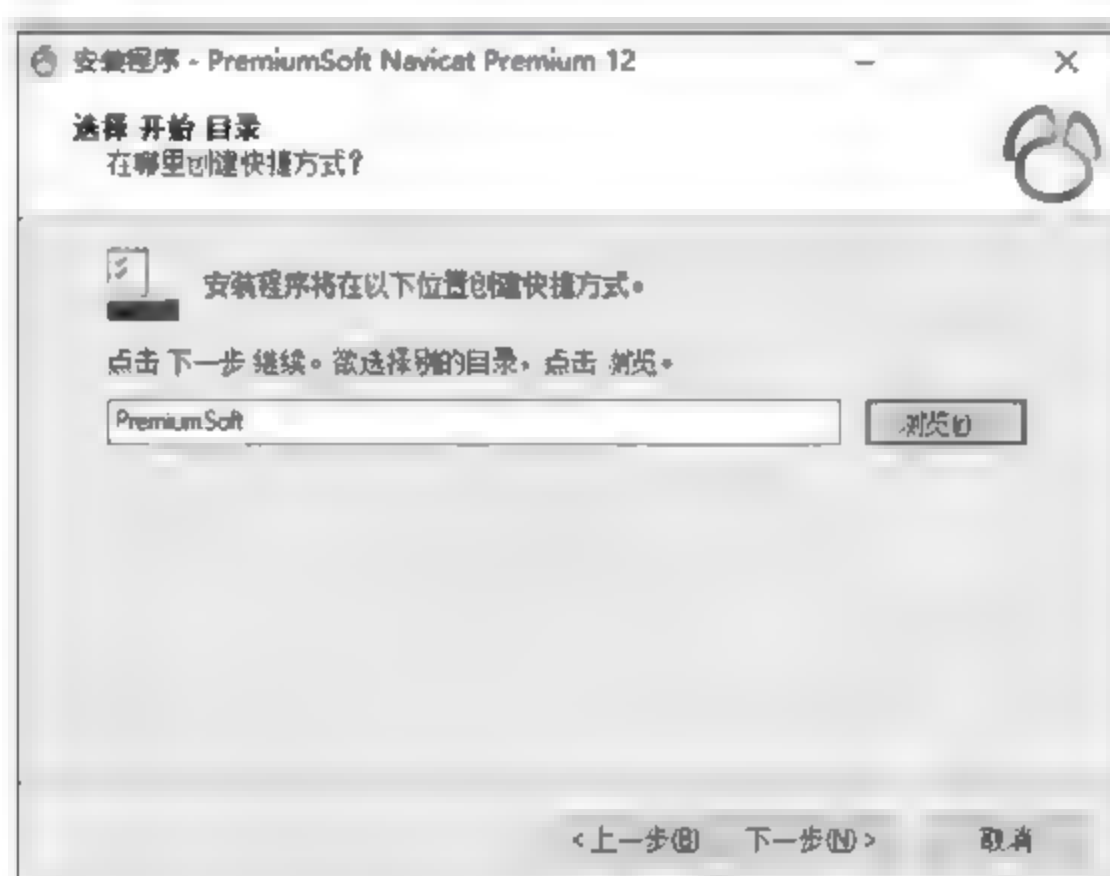 安装程序 - PremiumSoft Navicat Premium 12
选择 开始 目录
在哪里创建快捷方式？
安装程序将在以下位置创建快捷方式。
点击 下一步 继续。欲选择别的目录，点击 浏览。
PremiumSoft 浏览
<上一步(B) 下一步(N)> 取消